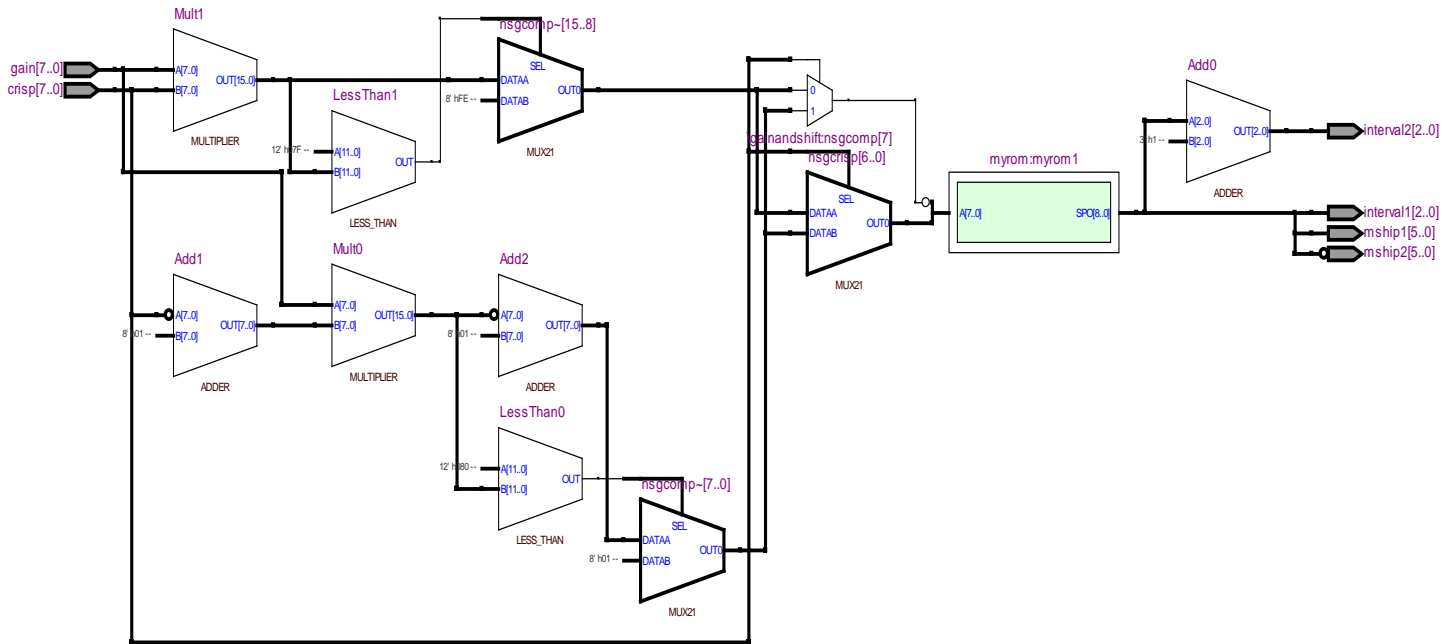 Mult1
nsgcomp~[15..8]
gain[7..0]
crisp[7..0]
A[7..0]
B[7..0]
OUT[15..0]
MULTIPLIER
SEL
DATAA
DATAB
OUT0
8' hFE --
MUX21
LessThan1
A[11..0]
B[11..0]
OUT
LESS_THAN
0
1
gainandshift:nsgcomp[7]
nsgcrisp[6..0]
SEL
DATAA
DATAB
OUT0
MUX21
myrom:myrom1
A[7..0]
SPO[8..0]
Add0
A[2..0]
B[2..0]
OUT[2..0]
3' h1 --
ADDER
interval2[2..0]
interval1[2..0]
mship1[5..0]
mship2[5..0]
Add1
A[7..0]
B[7..0]
OUT[7..0]
8' h01 --
ADDER
Mult0
A[7..0]
B[7..0]
OUT[15..0]
MULTIPLIER
Add2
A[7..0]
B[7..0]
OUT[7..0]
8' h01 --
ADDER
LessThan0
12' h080 --
A[11..0]
B[11..0]
OUT
LESS_THAN
nsgcomp~[7..0]
SEL
DATAA
DATAB
OUT0
8' h01 --
MUX21